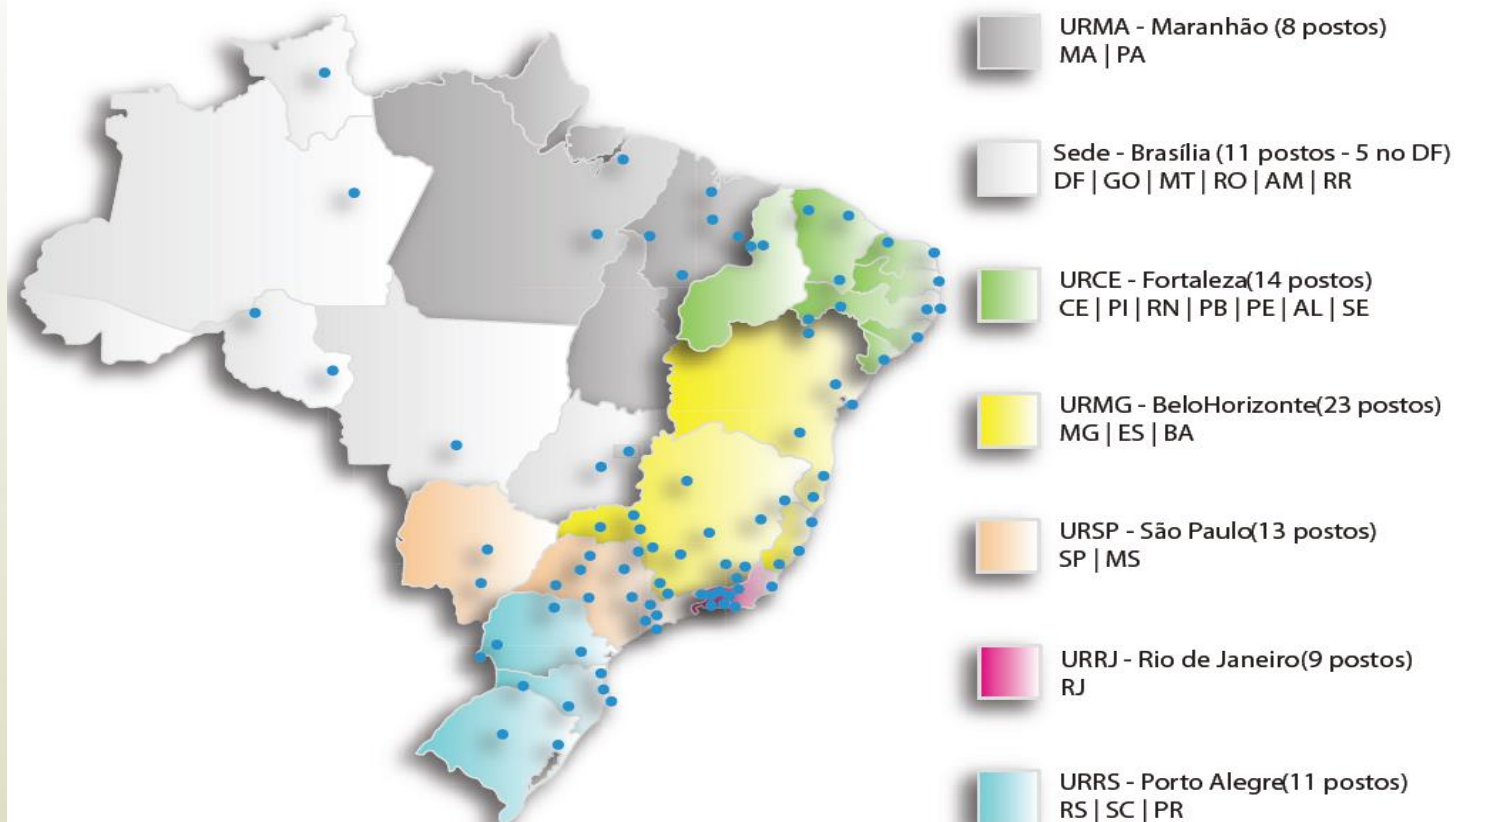 URMA - Maranhão (8 postos)
MA | PA
Sede - Brasília (11 postos - 5 no DF)
DF | GO | MT | RO | AM | RR
URCE - Fortaleza(14 postos)
CE | PI | RN | PB | PE | AL | SE
URMG - BeloHorizonte(23 postos)
MG | ES | BA
URSP - São Paulo(13 postos)
SP | MS
URRJ - Rio de Janeiro(9 postos)
RJ
URRS - Porto Alegre(11 postos)
RS | SC | PR